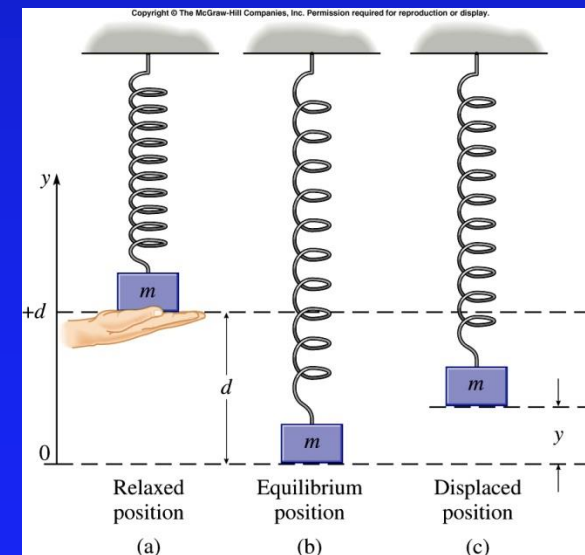 Copyright © The McGraw-Hill Companies, Inc. Permission required for reproduction or display.
y
m
+d
d
m
m
y
0
Relaxed position
Equilibrium position
Displaced position
(a)
(b)
(c)